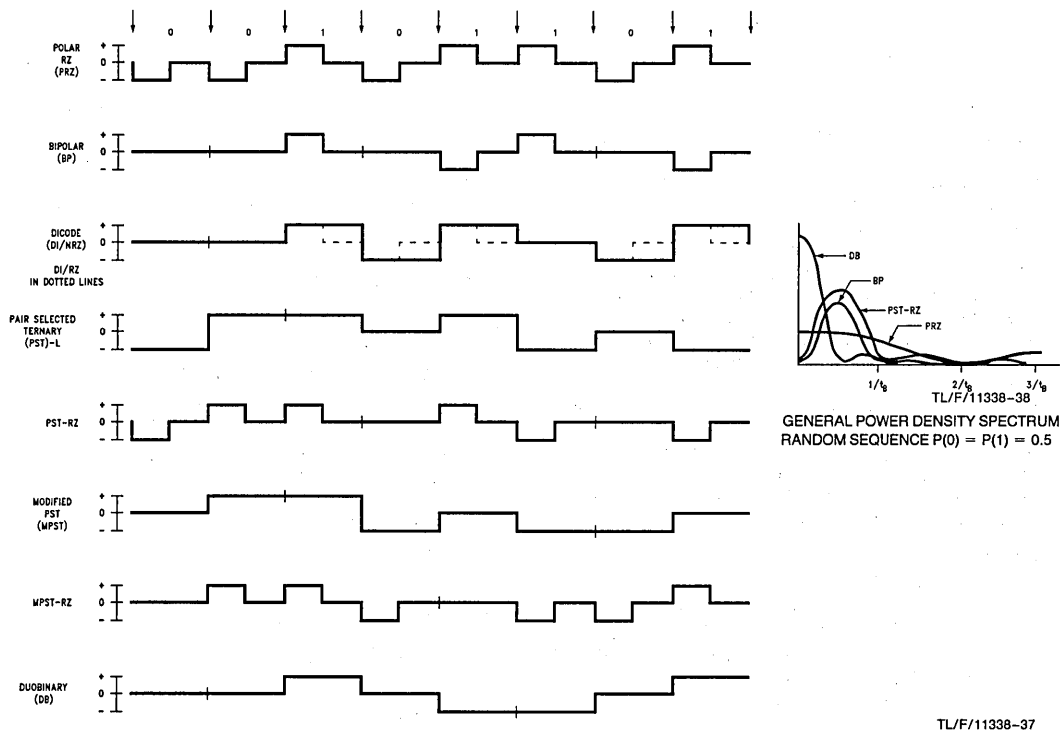 0 0 1 0 1 1 0 1
POLAR
RZ
(PRZ)
+
0
−
BIPOLAR
(BP)
+
0
−
DICODE
(DI/NRZ)
+
0
−
DI/RZ
IN DOTTED LINES
PAIR SELECTED
TERNARY
(PST)-L
+
0
−
PST-RZ
+
0
−
MODIFIED
PST
(MPST)
+
0
−
MPST-RZ
+
0
−
DUOBINARY
(DB)
+
0
−
DB
BP
PST-RZ
PRZ
1/tB 2/tB 3/tB
TL/F/11338-38
GENERAL POWER DENSITY SPECTRUM
RANDOM SEQUENCE P(0) = P(1) = 0.5
TL/F/11338-37